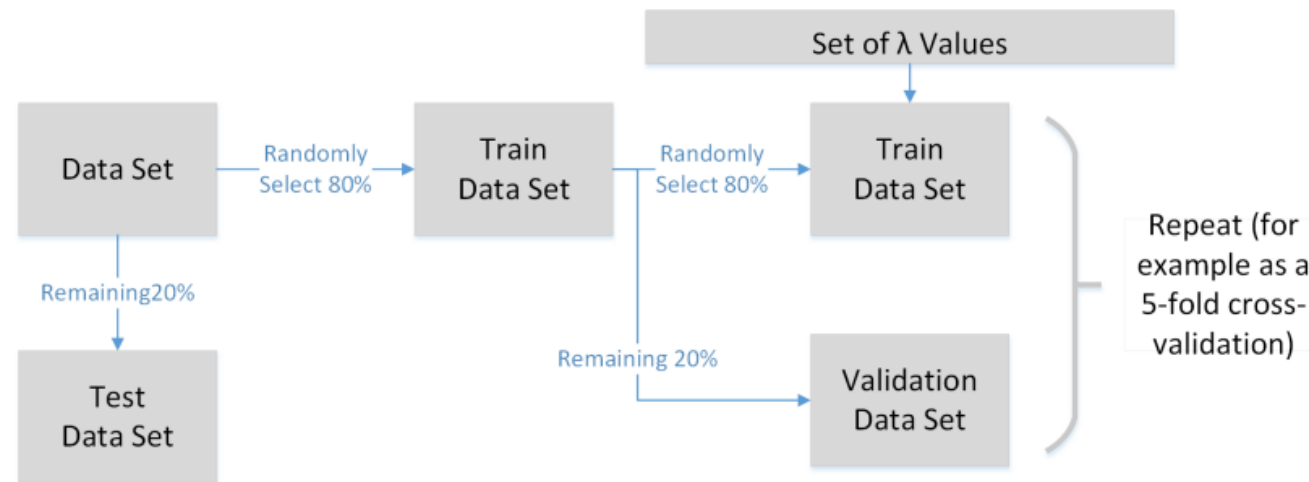 Set of λ Values
Data Set
Randomly
Select 80%
Train
Data Set
Randomly
Select 80%
Train
Data Set
Remaining20%
Test
Data Set
Remaining 20%
Validation
Data Set
Repeat (for
example as a
5-fold cross-
validation)